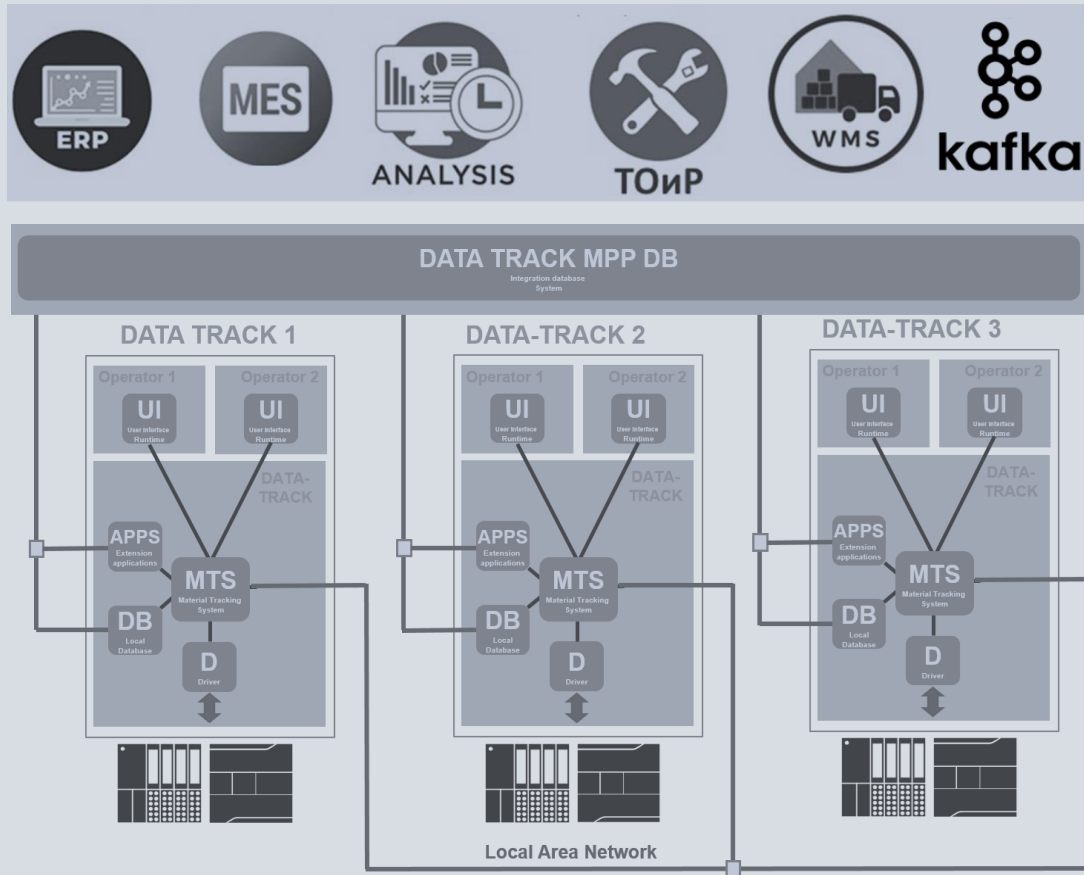 ERP
MES
ANALYSIS
ТОиР
WMS
kafka
DATA TRACK MPP DB
Integration database
System
DATA TRACK 1
Operator 1
Operator 2
UI
User Interface
Runtime
UI
User Interface
Runtime
DATA-
TRACK
APPS
Extension
applications
MTS
Material Tracking
System
DB
Local
Database
D
Driver
DATA-TRACK 2
Operator 1
Operator 2
UI
User Interface
Runtime
UI
User Interface
Runtime
DATA-
TRACK
APPS
Extension
applications
MTS
Material Tracking
System
DB
Local
Database
D
Driver
DATA-TRACK 3
Operator 1
Operator 2
UI
User Interface
Runtime
UI
User Interface
Runtime
DATA-
TRACK
APPS
Extension
applications
MTS
Material Tracking
System
DB
Local
Database
D
Driver
Local Area Network